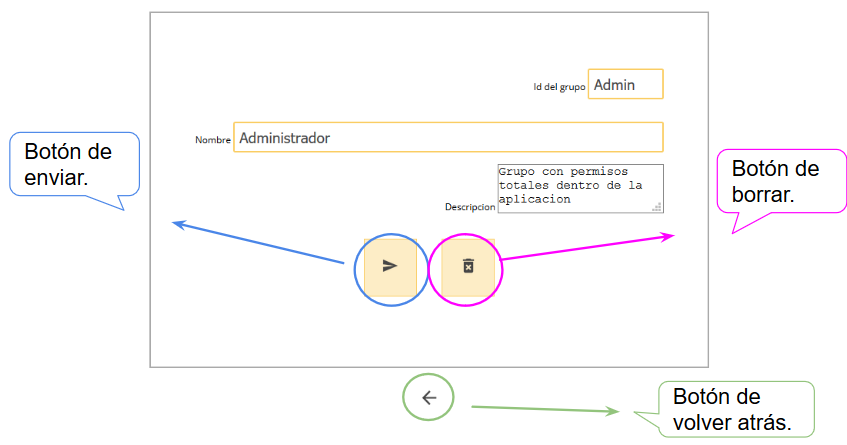 Id del grupo Admin
Nombre Administrador
Botón de
enviar.
Grupo con permisos
totales dentro de la
aplicacion
Descripcion
Botón de
borrar.
Botón de
volver atrás.